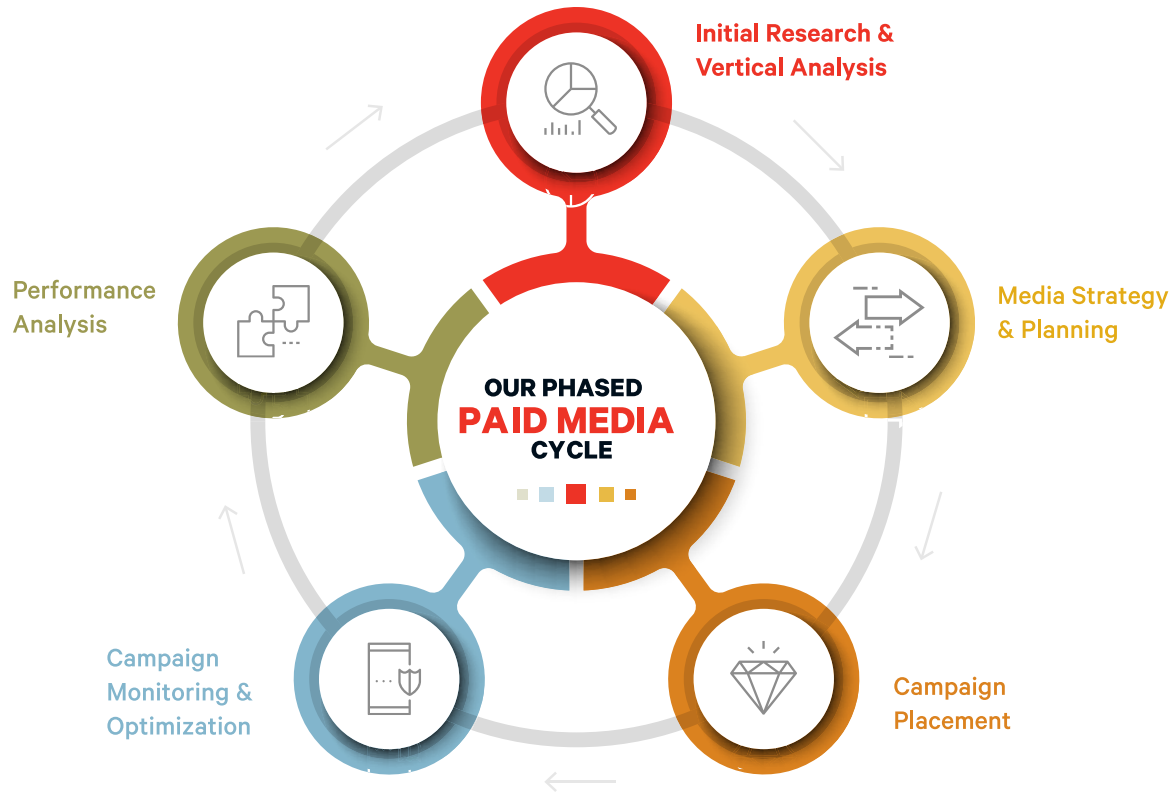 Initial Research &
Vertical Analysis
Performance
Analysis
Media Strategy
& Planning
OUR PHASED
PAID MEDIA
CYCLE
Campaign
Monitoring &
Optimization
Campaign
Placement